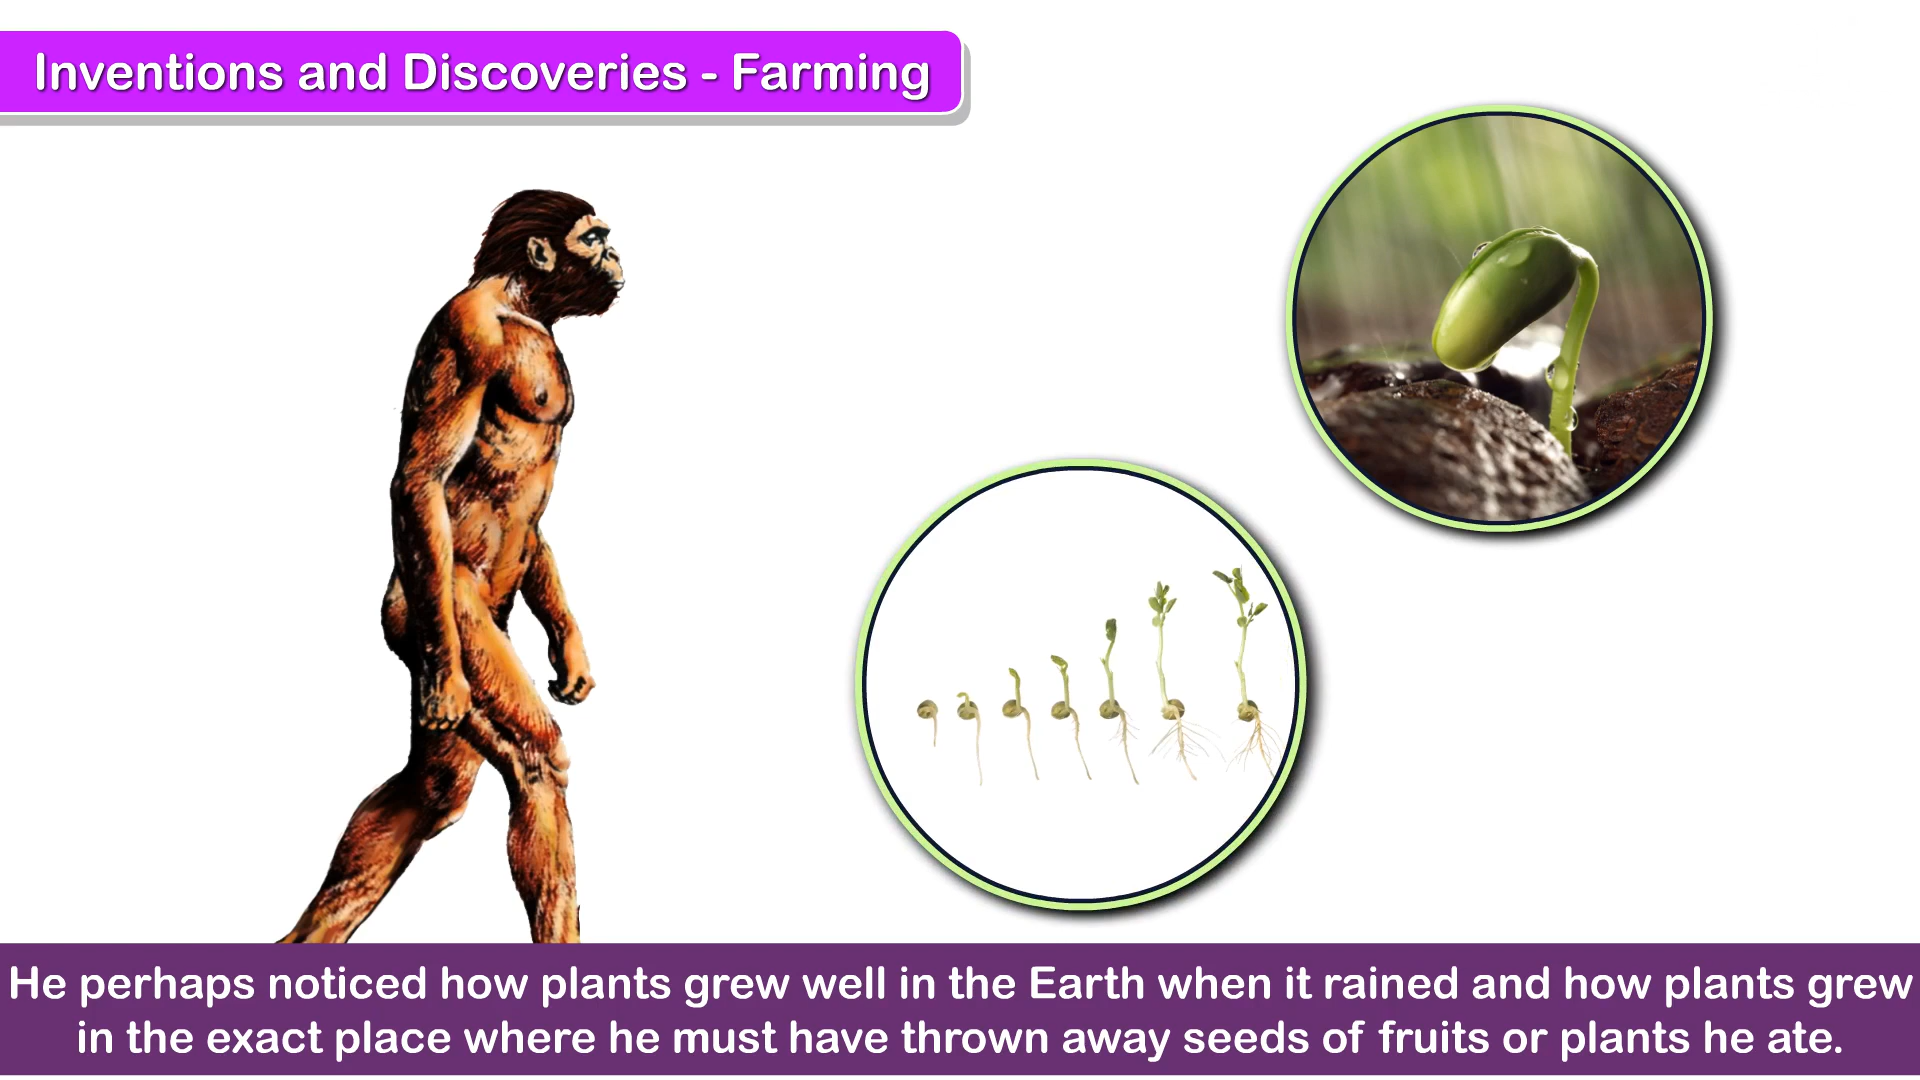 Inventions and Discoveries - Farming
He perhaps noticed how plants grew well in the Earth when it rained and how plants grew
in the exact place where he must have thrown away seeds of fruits or plants he ate.